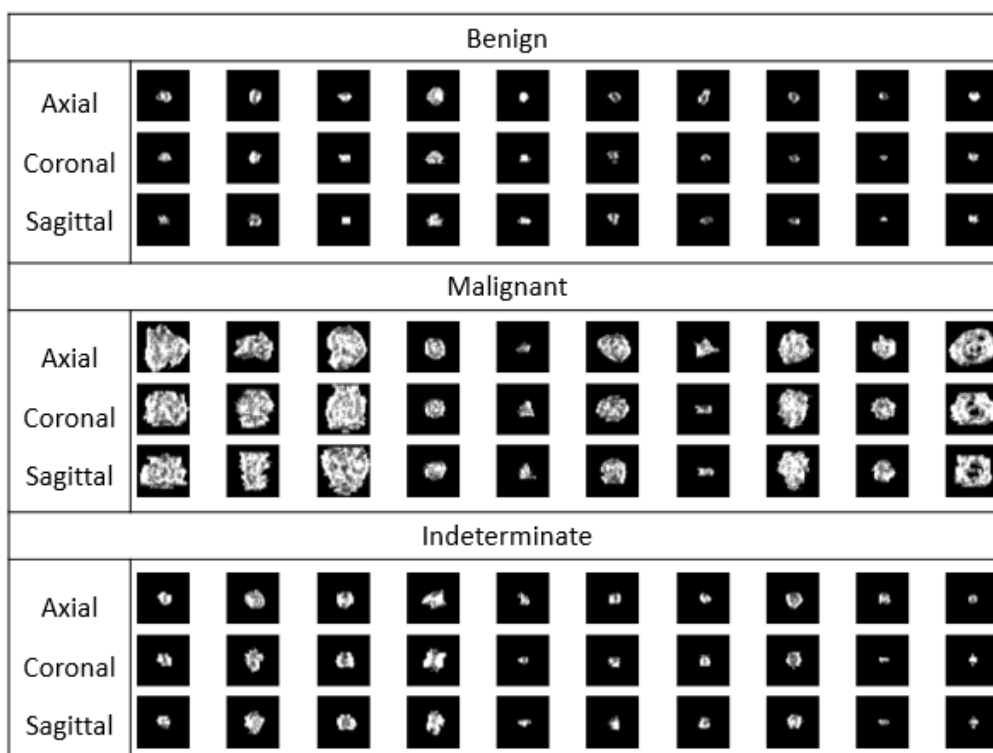 Benign
Axial
Coronal
Sagittal
Malignant
Axial
Coronal
Sagittal
Indeterminate
Axial
Coronal
Sagittal